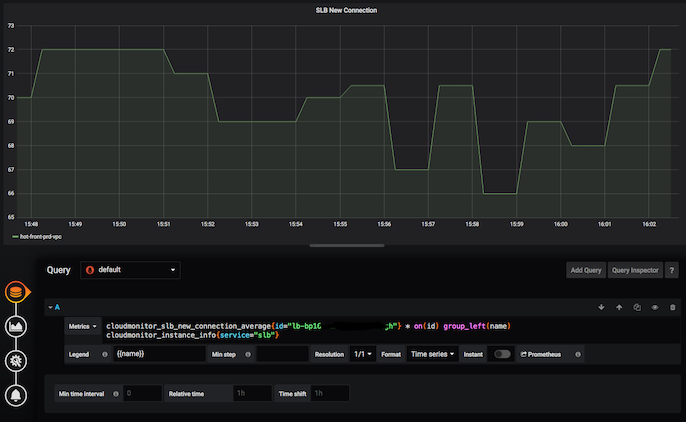 SLB New Connection
73
72
71
70
69
68
67
66
65
15:48 15:49 15:50 15:51 15:52 15:53 15:54 15:55 15:56 15:57 15:58 15:59 16:00 16:01 16:02
hot-front-prd-vpc
Query default Add Query Query Inspector ?
A
Metrics cloudmonitor_slb_new_connection_average{id="lb-bp1 h"} * on(id) group_left(name)
cloudmonitor_instance_info{service="slb"}
Legend {{name}} Min step Resolution 1/1 Format Time series Instant Prometheus
Min time interval 0 Relative time 1h Time shift 1h